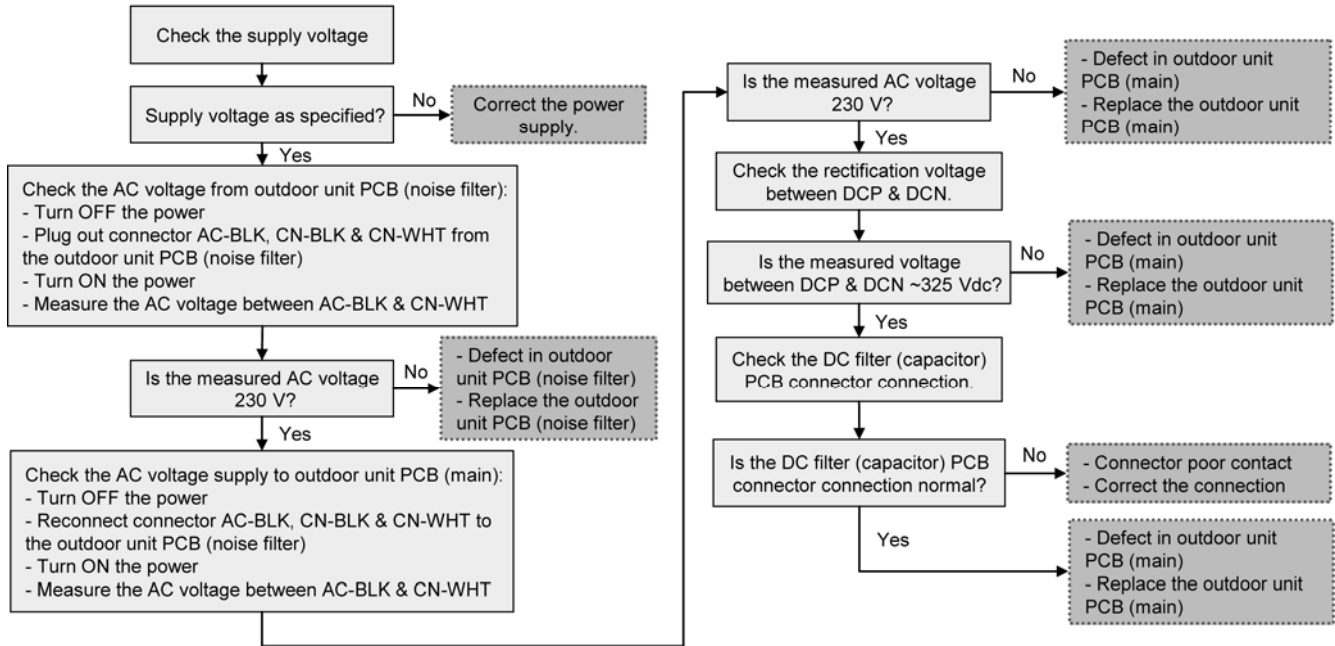 Check the supply voltage
Supply voltage as specified?
No
Correct the power
supply.
Yes
Check the AC voltage from outdoor unit PCB (noise filter):
- Turn OFF the power
- Plug out connector AC-BLK, CN-BLK & CN-WHT from
the outdoor unit PCB (noise filter)
- Turn ON the power
- Measure the AC voltage between AC-BLK & CN-WHT
Is the measured AC voltage
230 V?
No
- Defect in outdoor
unit PCB (noise filter)
- Replace the outdoor
unit PCB (noise filter)
Yes
Check the AC voltage supply to outdoor unit PCB (main):
- Turn OFF the power
- Reconnect connector AC-BLK, CN-BLK & CN-WHT to
the outdoor unit PCB (noise filter)
- Turn ON the power
- Measure the AC voltage between AC-BLK & CN-WHT
Is the measured AC voltage
230 V?
No
- Defect in outdoor unit
PCB (main)
- Replace the outdoor unit
PCB (main)
Yes
Check the rectification voltage
between DCP & DCN.
Is the measured voltage
between DCP & DCN ~325 Vdc?
No
- Defect in outdoor unit
PCB (main)
- Replace the outdoor unit
PCB (main)
Yes
Check the DC filter (capacitor)
PCB connector connection.
Is the DC filter (capacitor) PCB
connector connection normal?
No
- Connector poor contact
- Correct the connection
Yes
- Defect in outdoor unit
PCB (main)
- Replace the outdoor unit
PCB (main)